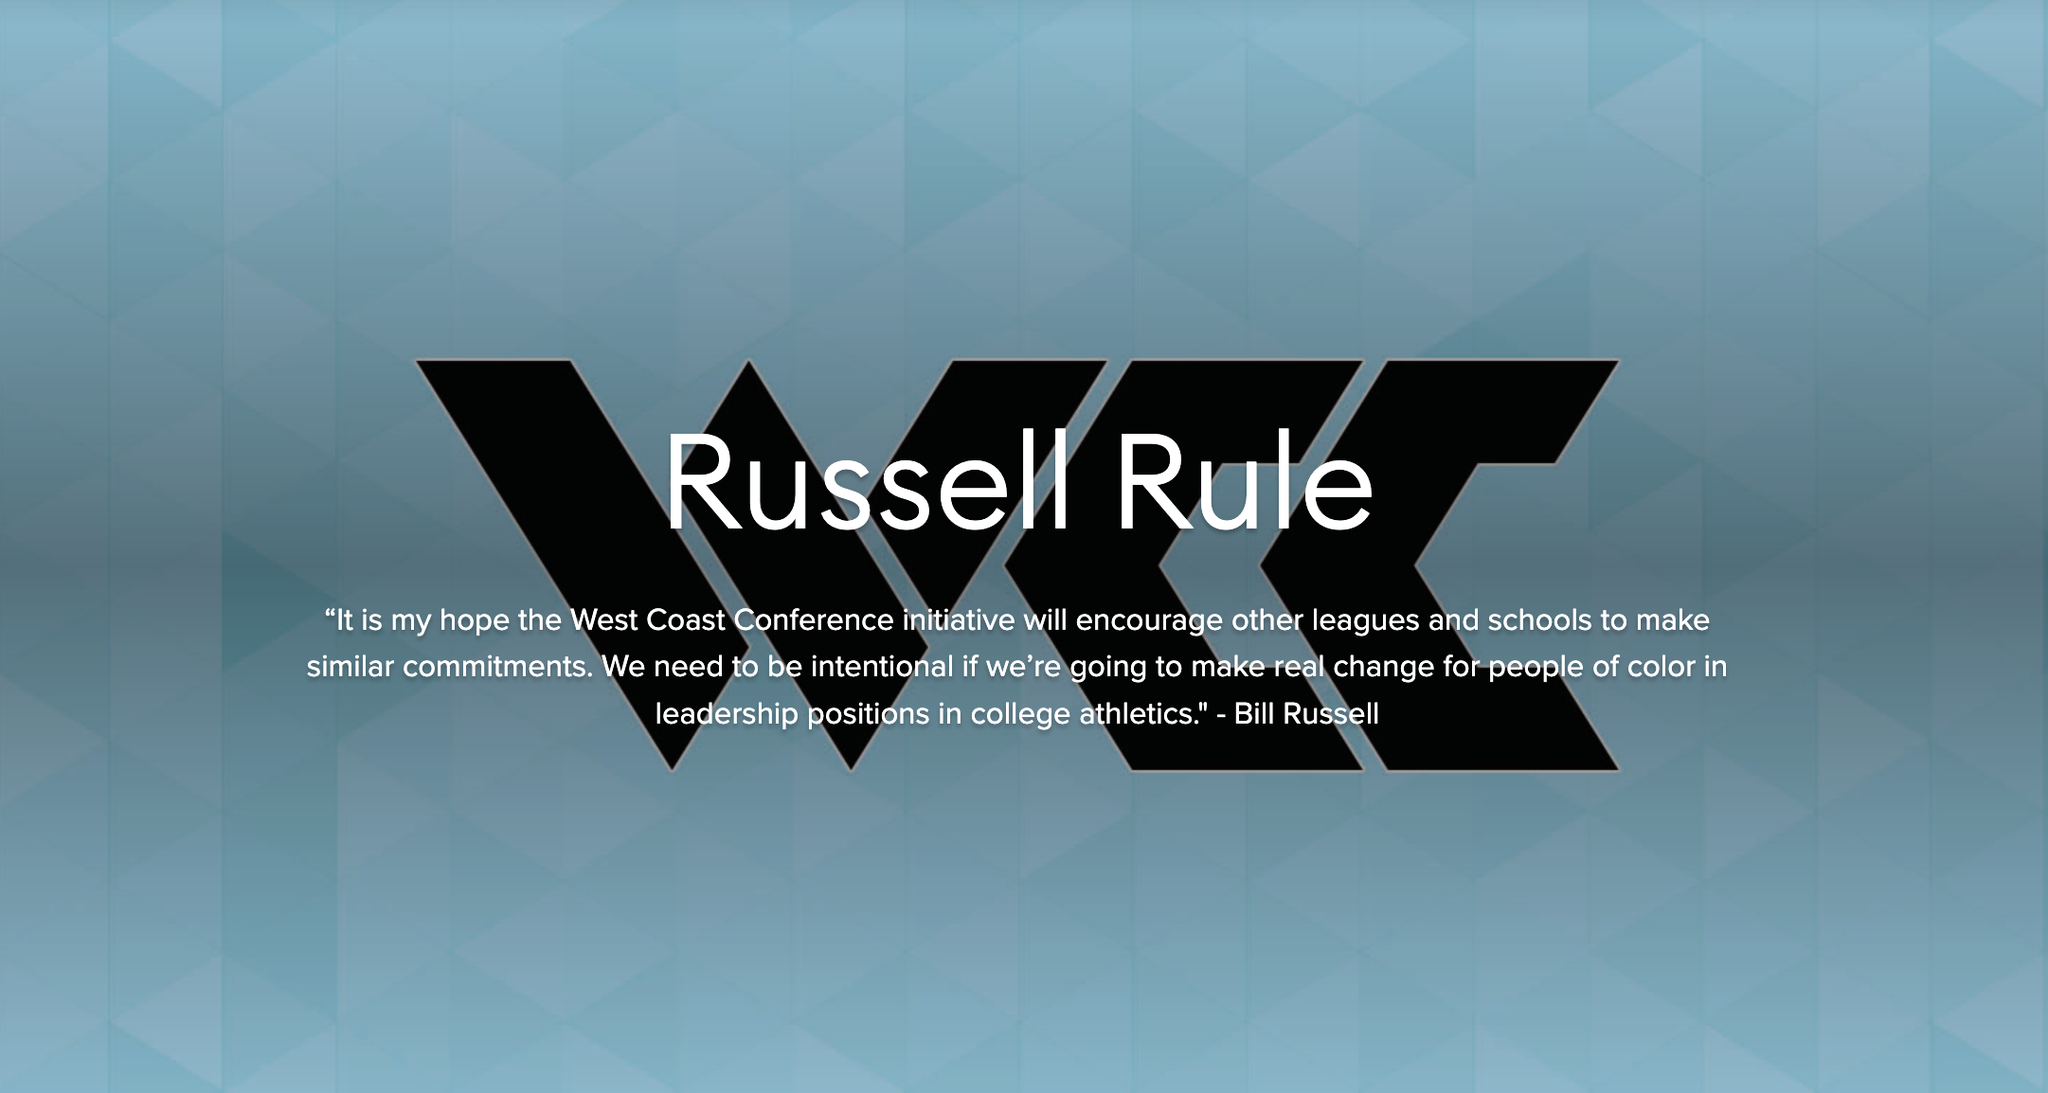 WCC
Russell Rule
“It is my hope the West Coast Conference initiative will encourage other leagues and schools to make
similar commitments. We need to be intentional if we’re going to make real change for people of color in
leadership positions in college athletics." - Bill Russell